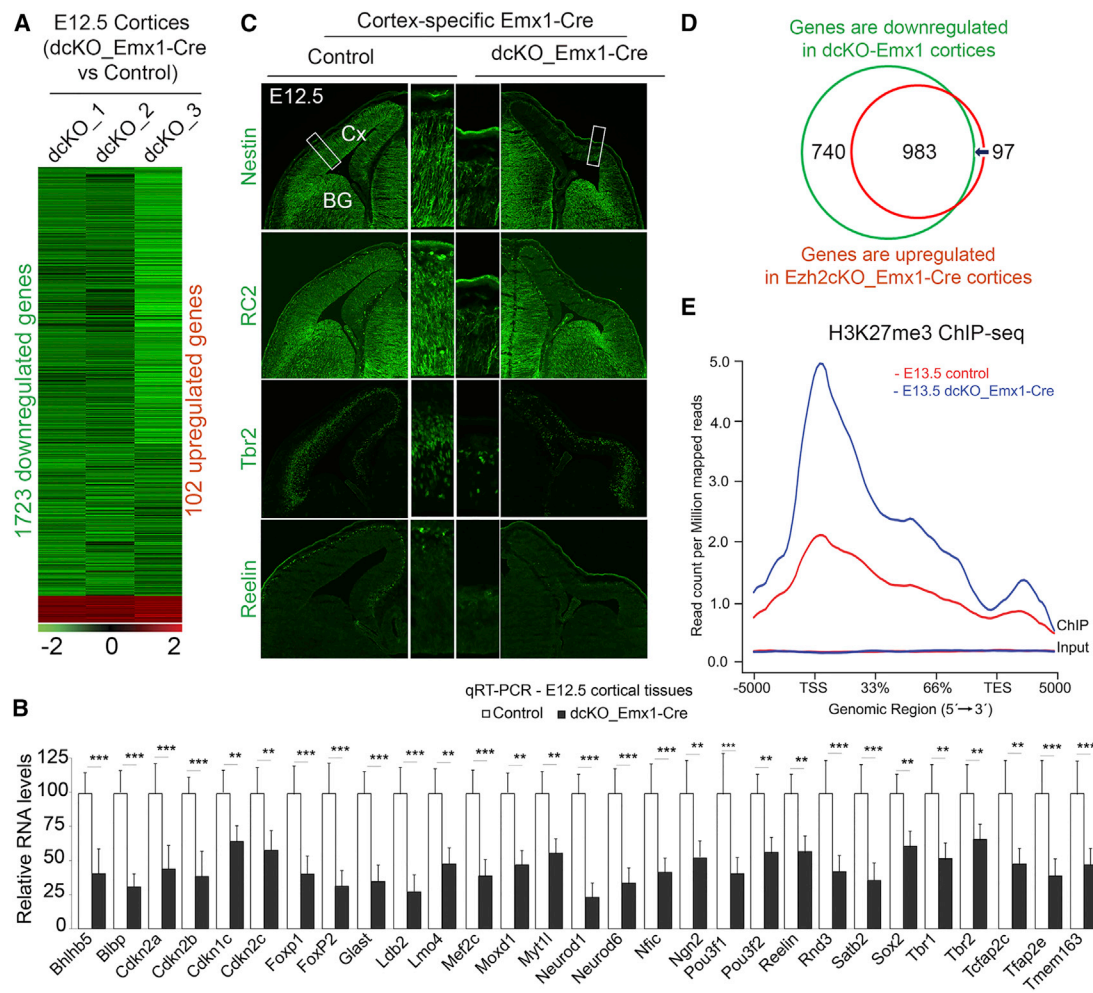 A
E12.5 Cortices
(dcKO_Emx1-Cre
vs Control)
dcKO_1
dcKO_2
dcKO_3
1723 downregulated genes
102 upregulated genes
-2 0 2
C
Cortex-specific Emx1-Cre
Control
dcKO_Emx1-Cre
E12.5
Cx
BG
Nestin
RC2
Tbr2
Reelin
D
Genes are downregulated
in dcKO-Emx1 cortices
740 983 97
Genes are upregulated
in Ezh2cKO_Emx1-Cre cortices
E
H3K27me3 ChIP-seq
- E13.5 control
- E13.5 dcKO_Emx1-Cre
Read count per Million mapped reads
5.0
4.0
3.0
2.0
1.0
0.0
ChIP
Input
-5000 TSS 33% 66% TES 5000
Genomic Region (5´→3´)
B
qRT-PCR - E12.5 cortical tissues
Control dcKO_Emx1-Cre
Relative RNA levels
125
100
75
50
25
0
*** *** *** *** ** ** *** *** *** *** ** *** ** ** *** *** *** ** *** ** ** *** *** ** ** ** ** *** ***
Bhlhb5
Blbp
Cdkn2a
Cdkn2b
Cdkn1c
Cdkn2c
Foxp1
FoxP2
Glast
Ldb2
Lmo4
Mef2c
Moxd1
Myt1l
Neurod1
Neurod6
Nfic
Ngn2
Pou3f1
Pou3f2
Reelin
Rnd3
Satb2
Sox2
Tbr1
Tbr2
Tcfap2c
Tfap2e
Tmem163